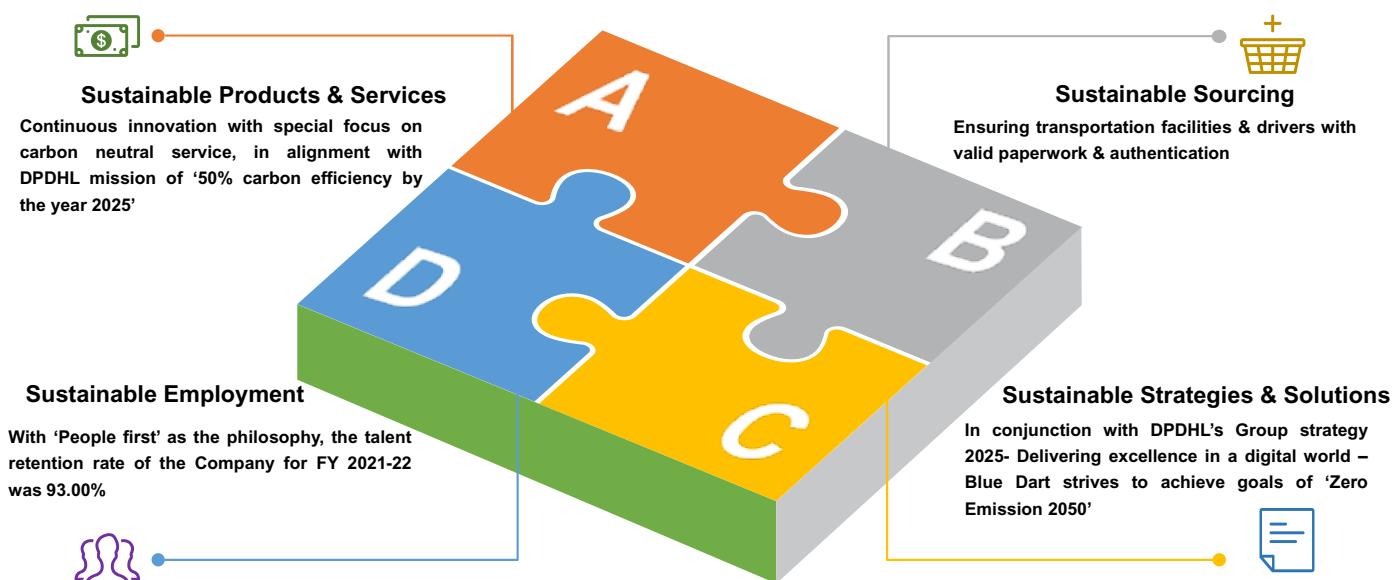 $
Sustainable Products & Services
Continuous innovation with special focus on
carbon neutral service, in alignment with
DPDHL mission of ‘50% carbon efficiency by
the year 2025’
A
Sustainable Sourcing
Ensuring transportation facilities & drivers with
valid paperwork & authentication
B
D
Sustainable Employment
With ‘People first’ as the philosophy, the talent
retention rate of the Company for FY 2021-22
was 93.00%
C
Sustainable Strategies & Solutions
In conjunction with DPDHL’s Group strategy
2025- Delivering excellence in a digital world –
Blue Dart strives to achieve goals of ‘Zero
Emission 2050’